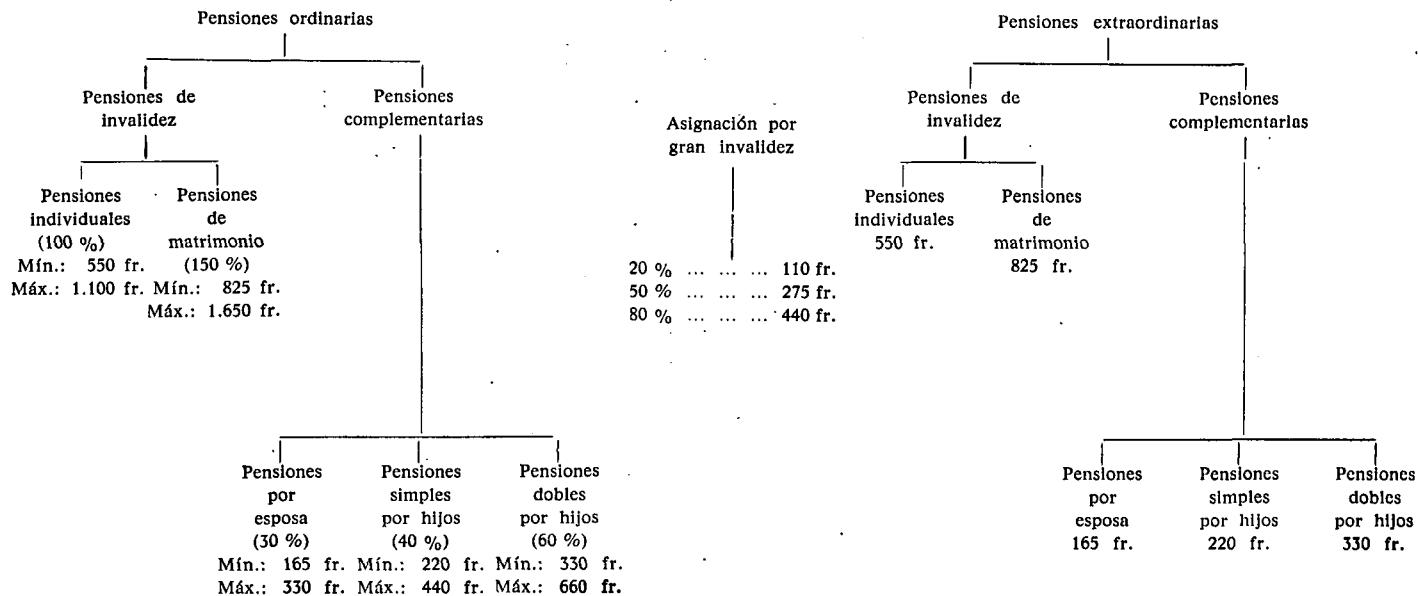 Pensiones ordinarias
Pensiones de
invalidez
Pensiones
complementarias
Pensiones
individuales
(100 %)
Mín.: 550 fr.
Máx.: 1.100 fr.
Pensiones
de
matrimonio
(150 %)
Mín.: 825 fr.
Máx.: 1.650 fr.
Pensiones
por
esposa
(30 %)
Mín.: 165 fr.
Máx.: 330 fr.
Pensiones
simples
por hijos
(40 %)
Mín.: 220 fr.
Máx.: 440 fr.
Pensiones
dobles
por hijos
(60 %)
Mín.: 330 fr.
Máx.: 660 fr.
Asignación por
gran invalidez
20 % ... ... ... 110 fr.
50 % ... ... ... 275 fr.
80 % ... ... ... 440 fr.
Pensiones extraordinarias
Pensiones de
invalidez
Pensiones
complementarias
Pensiones
individuales
550 fr.
Pensiones
de
matrimonio
825 fr.
Pensiones
por
esposa
165 fr.
Pensiones
simples
por hijos
220 fr.
Pensiones
dobles
por hijos
330 fr.